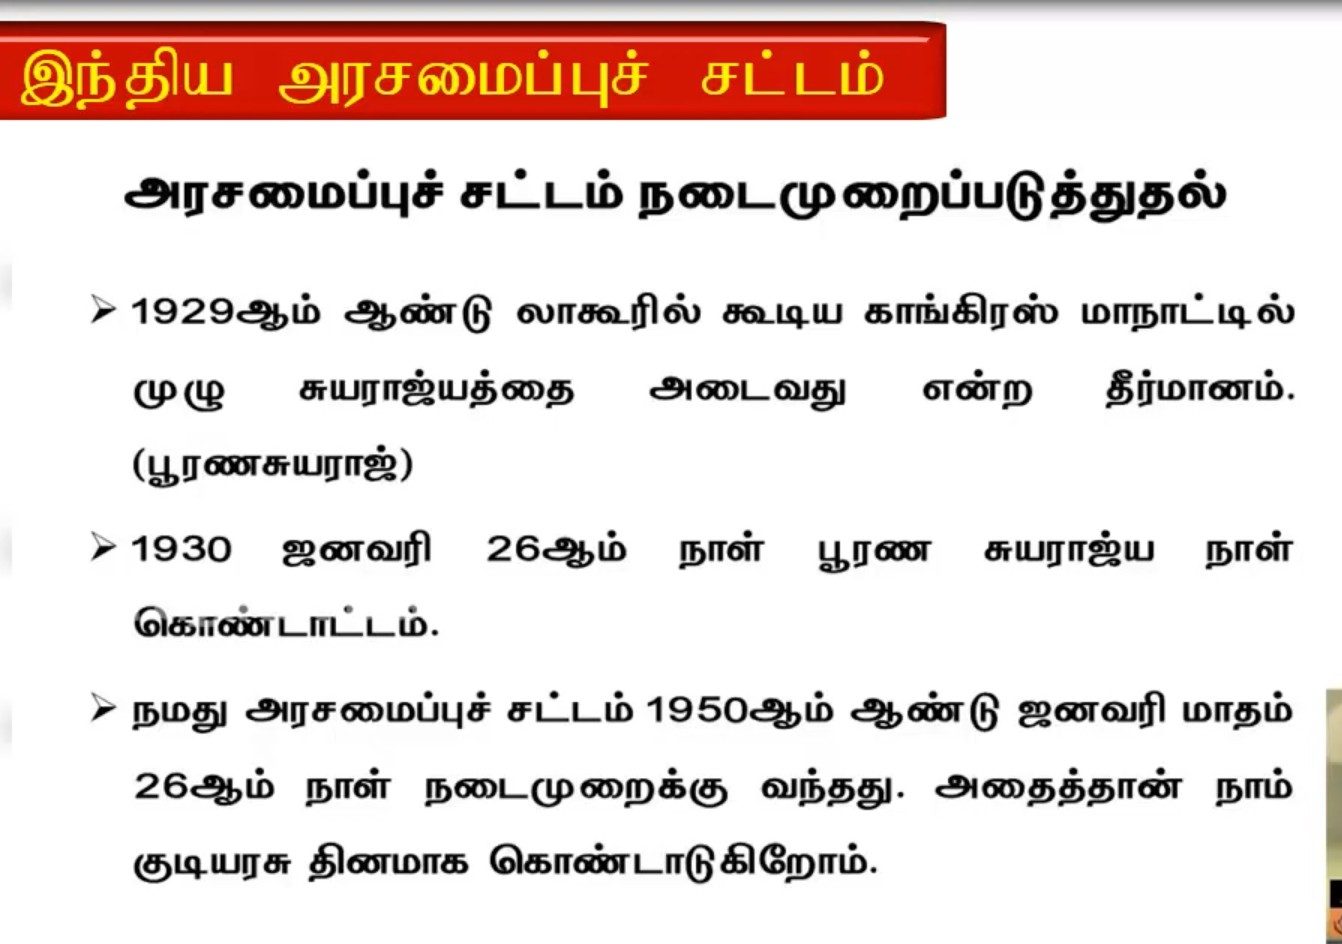 இந்திய அரசமைப்புச் சட்டம்
அரசமைப்புச் சட்டம் நடைமுறைப்படுத்துதல்
➢ 1929ஆம் ஆண்டு லாகூரில் கூடிய காங்கிரஸ் மாநாட்டில்
முழு சுயராஜ்யத்தை அடைவது என்ற தீர்மானம்.
(பூரணசுயராஜ்)
➢ 1930 ஜனவரி 26ஆம் நாள் பூரண சுயராஜ்ய நாள்
கொண்டாட்டம்.
➢ நமது அரசமைப்புச் சட்டம் 1950ஆம் ஆண்டு ஜனவரி மாதம்
26ஆம் நாள் நடைமுறைக்கு வந்தது. அதைத்தான் நாம்
குடியரசு தினமாக கொண்டாடுகிறோம்.